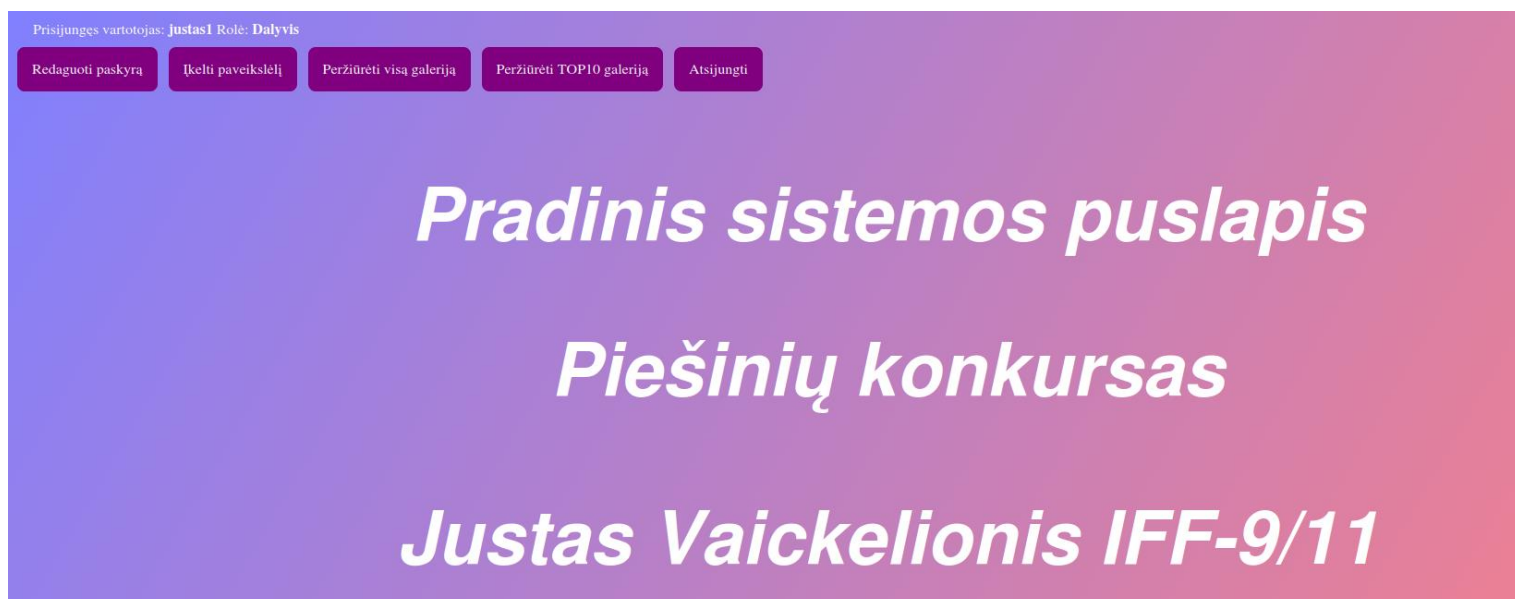 Prisijungęs vartotojas: justas1 Rolė: Dalyvis
Redaguoti paskyrą Įkelti paveikslėlį Peržiūrėti visą galeriją Peržiūrėti TOP10 galeriją Atsijungti
Pradinis sistemos puslapis
Piešinių konkursas
Justas Vaickelionis IFF-9/11